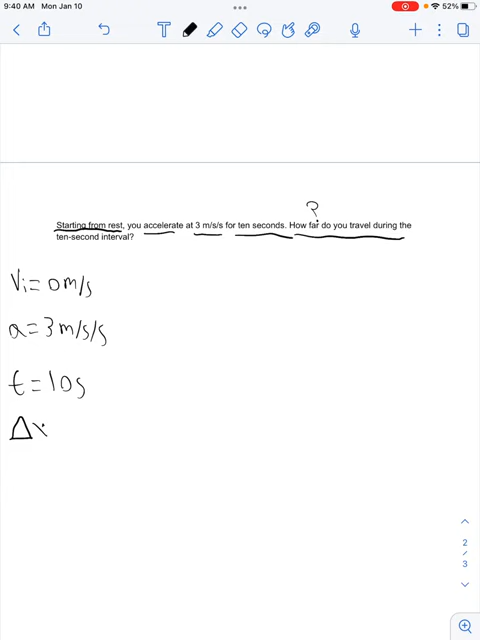 9:40 AM Mon Jan 10
52%
?
Starting from rest, you accelerate at 3 m/s/s for ten seconds. How far do you travel during the
ten-second interval?
Vi = 0 m/s
a = 3 m/s/s
t = 10s
Δx
2
/
3